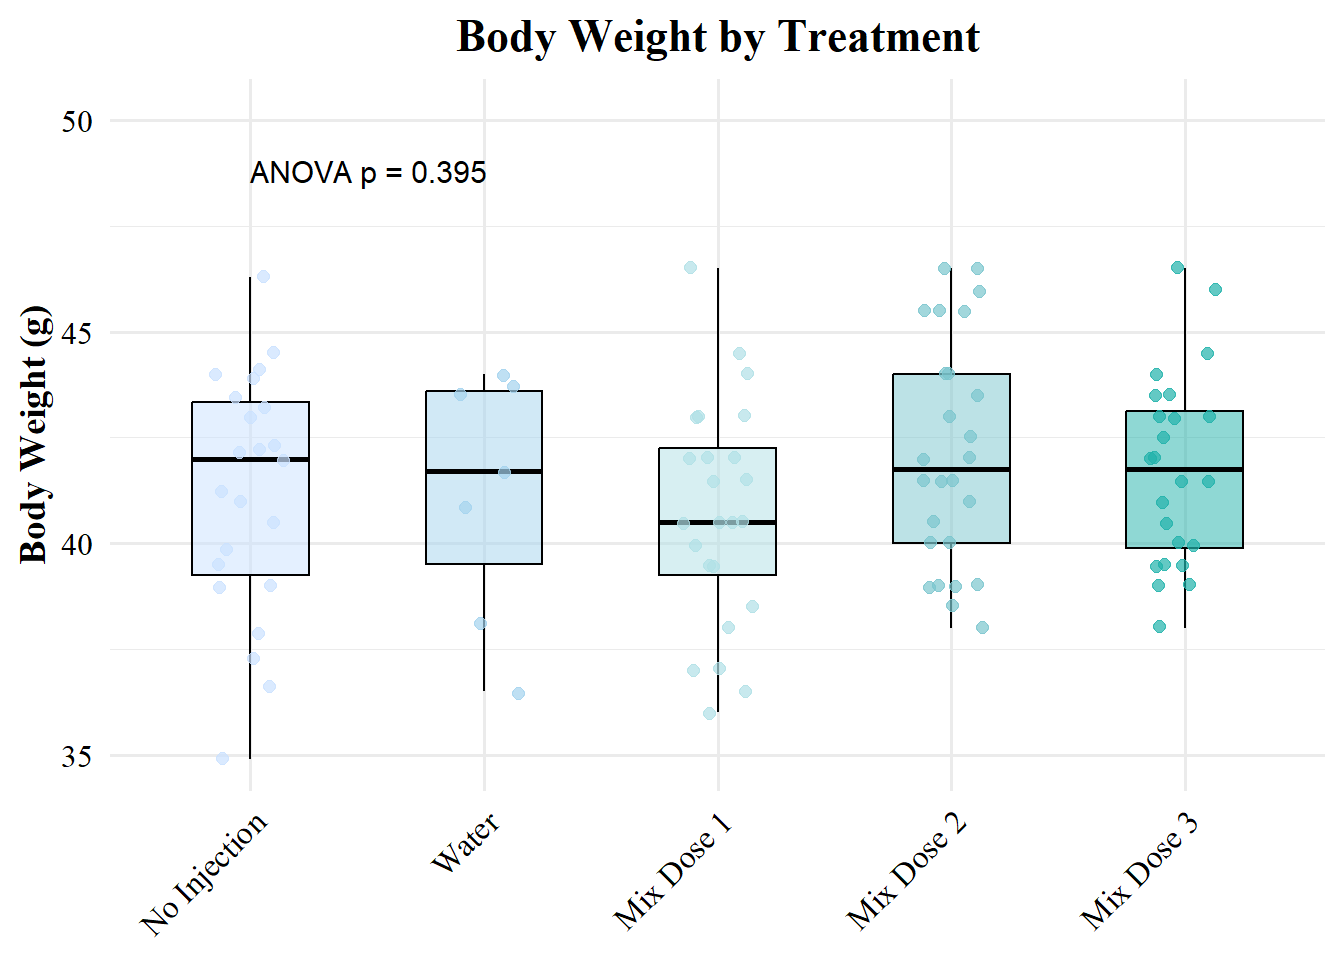 Body Weight by Treatment
50
ANOVA p = 0.395
45
40
35
Body Weight (g)
No Injection
Water
Mix Dose 1
Mix Dose 2
Mix Dose 3